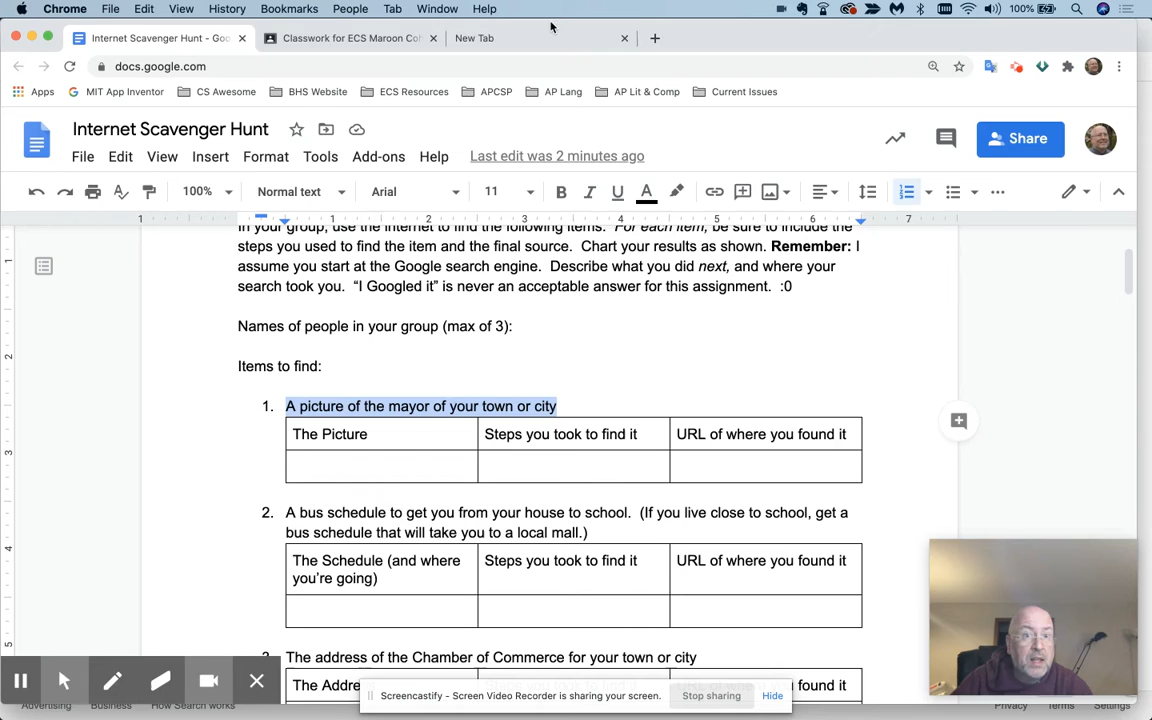 Chrome File Edit View History Bookmarks People Tab Window Help 100%
Internet Scavenger Hunt - Goo Classwork for ECS Maroon Coh New Tab
docs.google.com
Apps MIT App Inventor CS Awesome BHS Website ECS Resources APCSP AP Lang AP Lit & Comp Current Issues
Internet Scavenger Hunt
Share
File Edit View Insert Format Tools Add-ons Help Last edit was 2 minutes ago
100% Normal text Arial 11
1 1 2 3 4 5 6 7
In your group, use the internet to find the following items. For each item, be sure to include the
steps you used to find the item and the final source. Chart your results as shown. Remember: I
assume you start at the Google search engine. Describe what you did next, and where your
search took you. “I Googled it” is never an acceptable answer for this assignment. :0
Names of people in your group (max of 3):
Items to find:
1. A picture of the mayor of your town or city
The Picture Steps you took to find it URL of where you found it
2. A bus schedule to get you from your house to school. (If you live close to school, get a
bus schedule that will take you to a local mall.)
The Schedule (and where Steps you took to find it URL of where you found it
you're going)
3. The address of the Chamber of Commerce for your town or city
The Addre
Screencastify - Screen Video Recorder is sharing your screen. Stop sharing Hide
Advertising Business How Search works Privacy Terms Settings